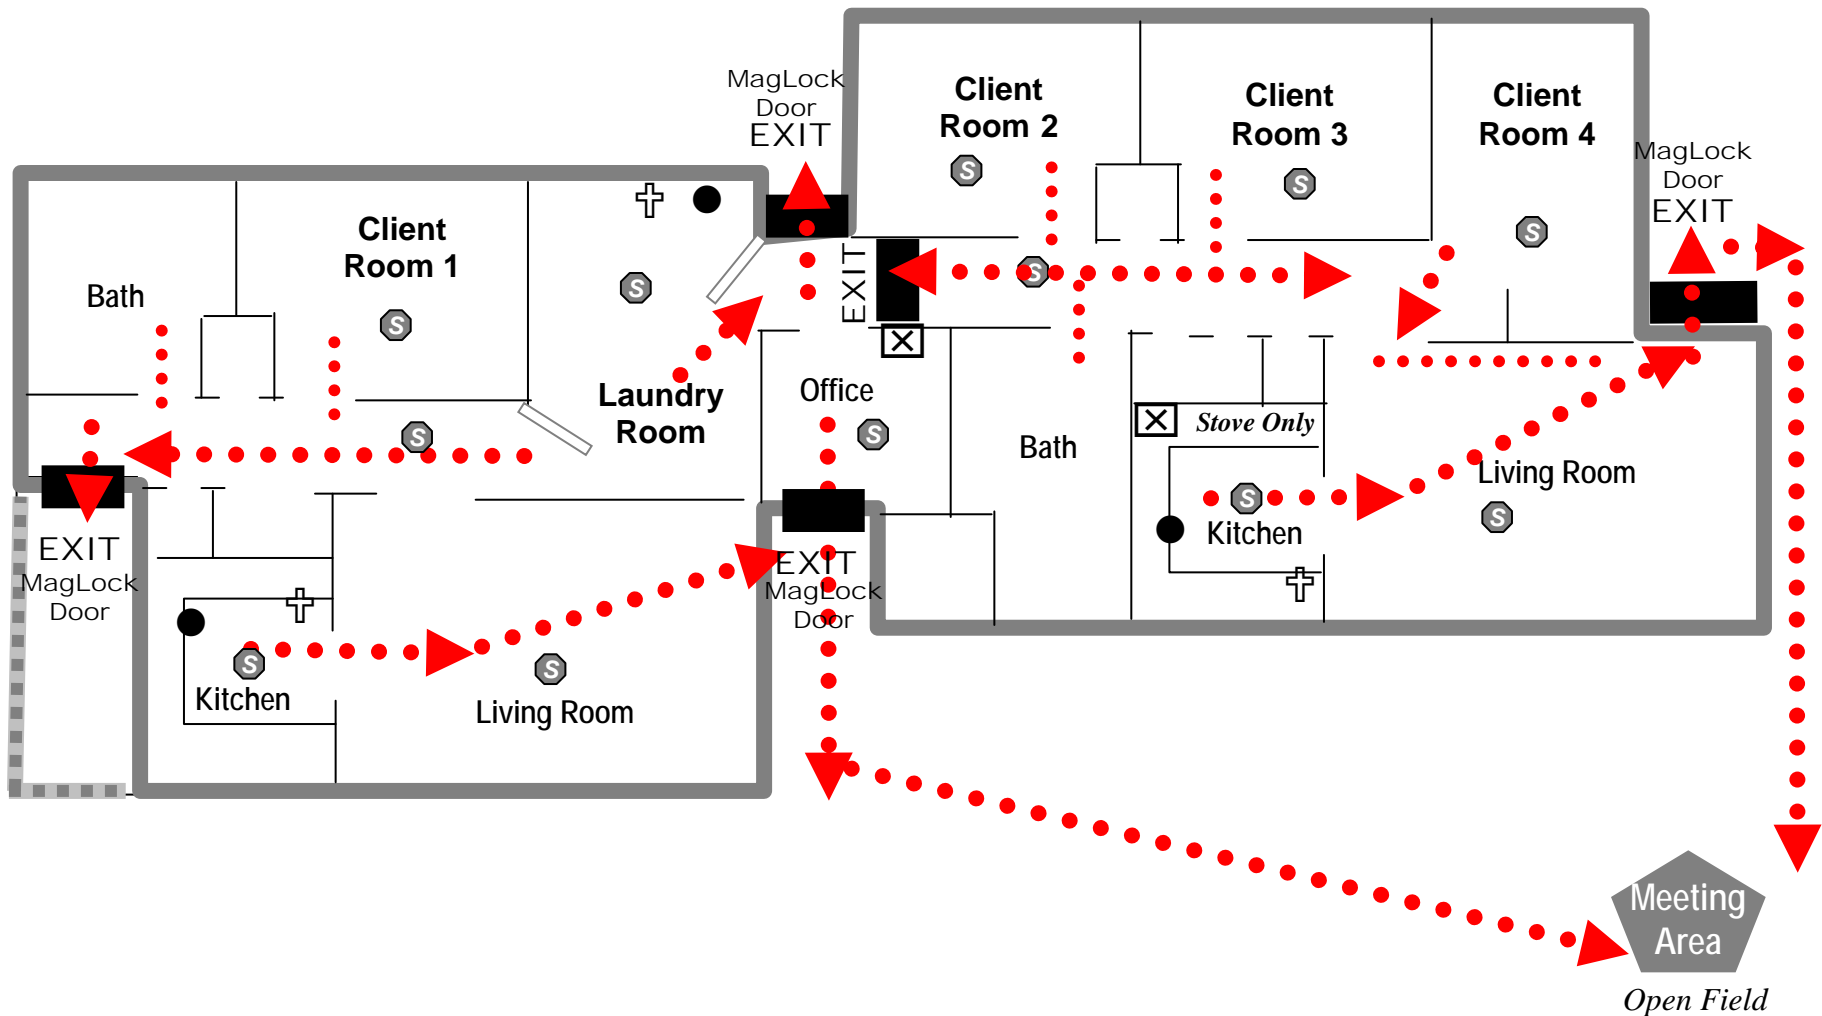 MagLock
Door
EXIT
Client
Room 2
Client
Room 3
Client
Room 4
MagLock
Door
EXIT
Client
Room 1
Bath
S
S
S
S
S
S
S
EXIT
Laundry
Room
Office
S
S
Bath
Stove Only
Living Room
S
S
Kitchen
EXIT
MagLock
Door
EXIT
MagLock
Door
S
S
Kitchen
Living Room
Meeting
Area
Open Field